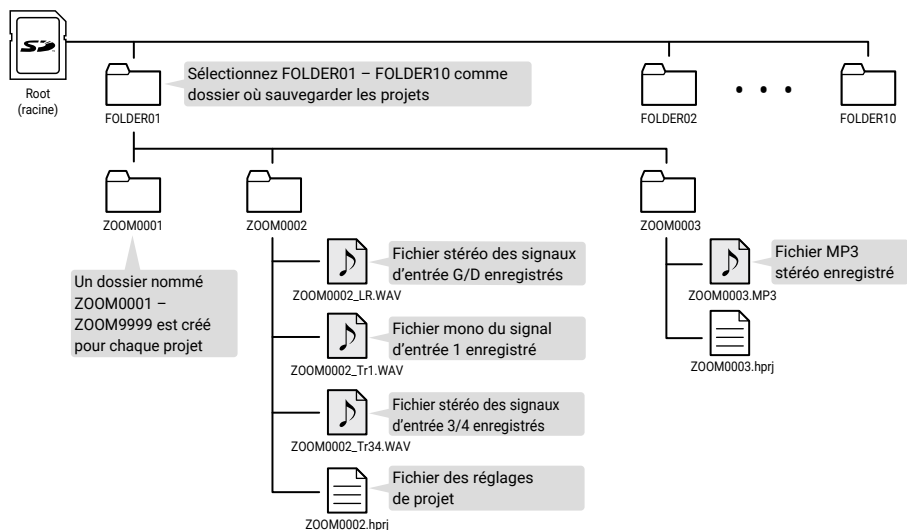 SD
Root
(racine)
FOLDER01
Sélectionnez FOLDER01 – FOLDER10 comme
dossier où sauvegarder les projets
FOLDER02
FOLDER10
ZOOM0001
Un dossier nommé
ZOOM0001 –
ZOOM9999 est créé
pour chaque projet
ZOOM0002
ZOOM0002_LR.WAV
Fichier stéréo des signaux
d’entrée G/D enregistrés
ZOOM0002_Tr1.WAV
Fichier mono du signal
d’entrée 1 enregistré
ZOOM0002_Tr34.WAV
Fichier stéréo des signaux
d’entrée 3/4 enregistrés
ZOOM0002.hprj
Fichier des réglages
de projet
ZOOM0003
ZOOM0003.MP3
Fichier MP3
stéréo enregistré
ZOOM0003.hprj